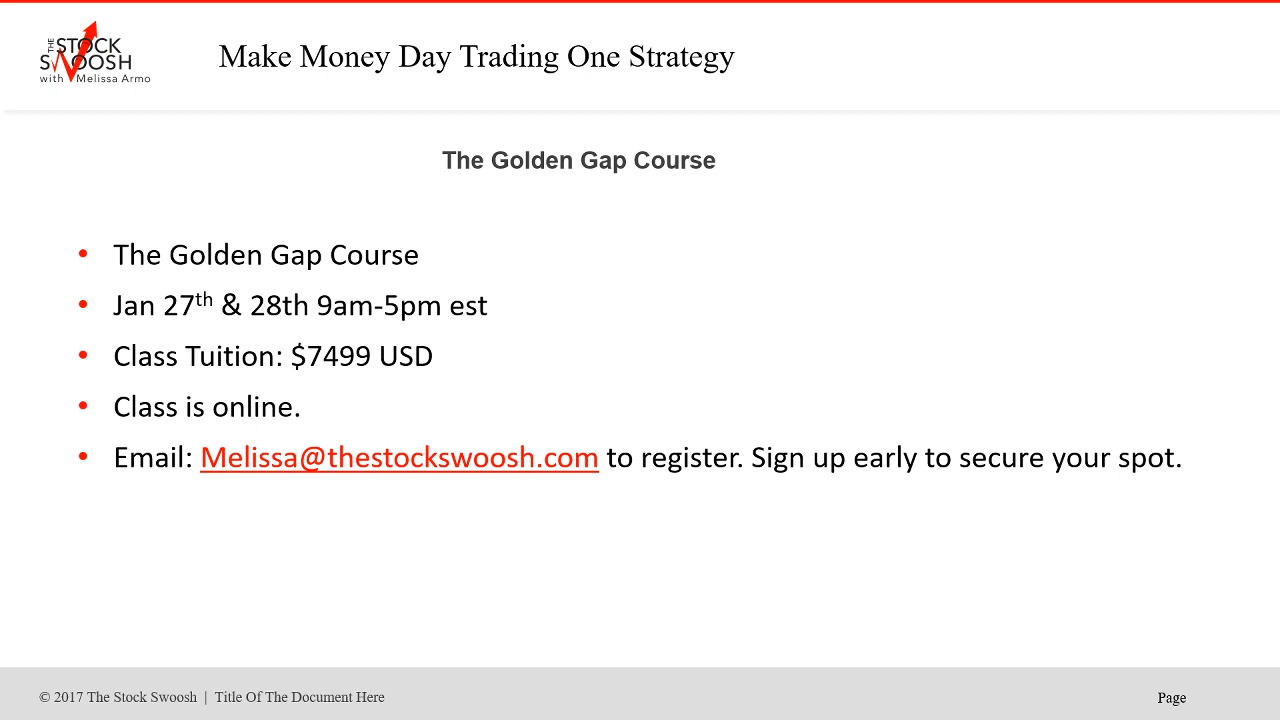 THE STOCK
SWOOSH
with Melissa Armo
Make Money Day Trading One Strategy
The Golden Gap Course
• The Golden Gap Course
• Jan 27th & 28th 9am-5pm est
• Class Tuition: $7499 USD
• Class is online.
• Email: Melissa@thestockswoosh.com to register. Sign up early to secure your spot.
© 2017 The Stock Swoosh | Title Of The Document Here
Page